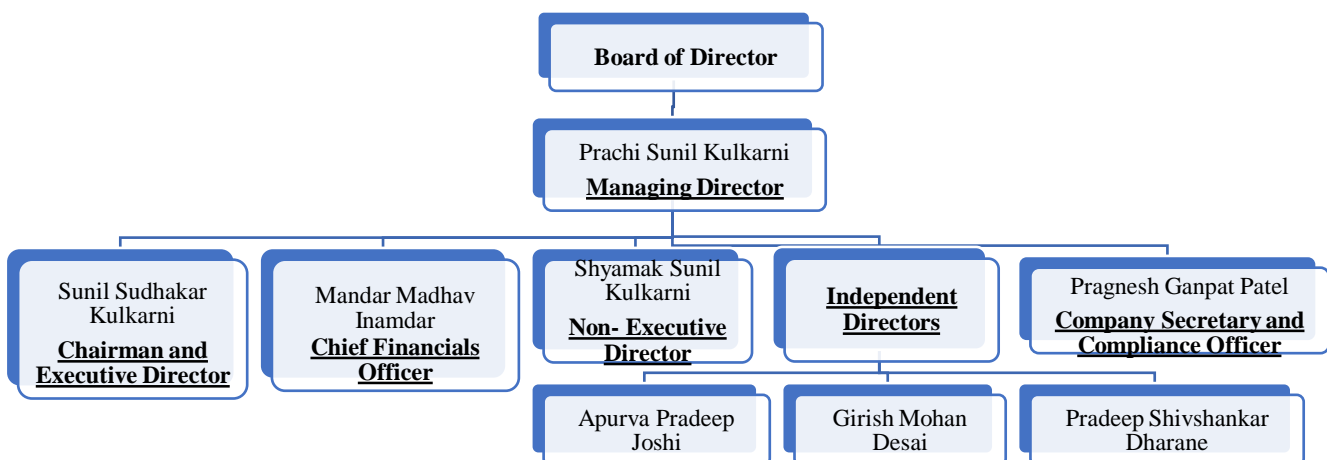 Board of Director
Prachi Sunil Kulkarni
Managing Director
Sunil Sudhakar
Kulkarni
Chairman and
Executive Director
Mandar Madhav
Inamdar
Chief Financials
Officer
Shyamak Sunil
Kulkarni
Non- Executive
Director
Independent
Directors
Pragnesh Ganpat Patel
Company Secretary and
Compliance Officer
Apurva Pradeep
Joshi
Girish Mohan
Desai
Pradeep Shivshankar
Dharane